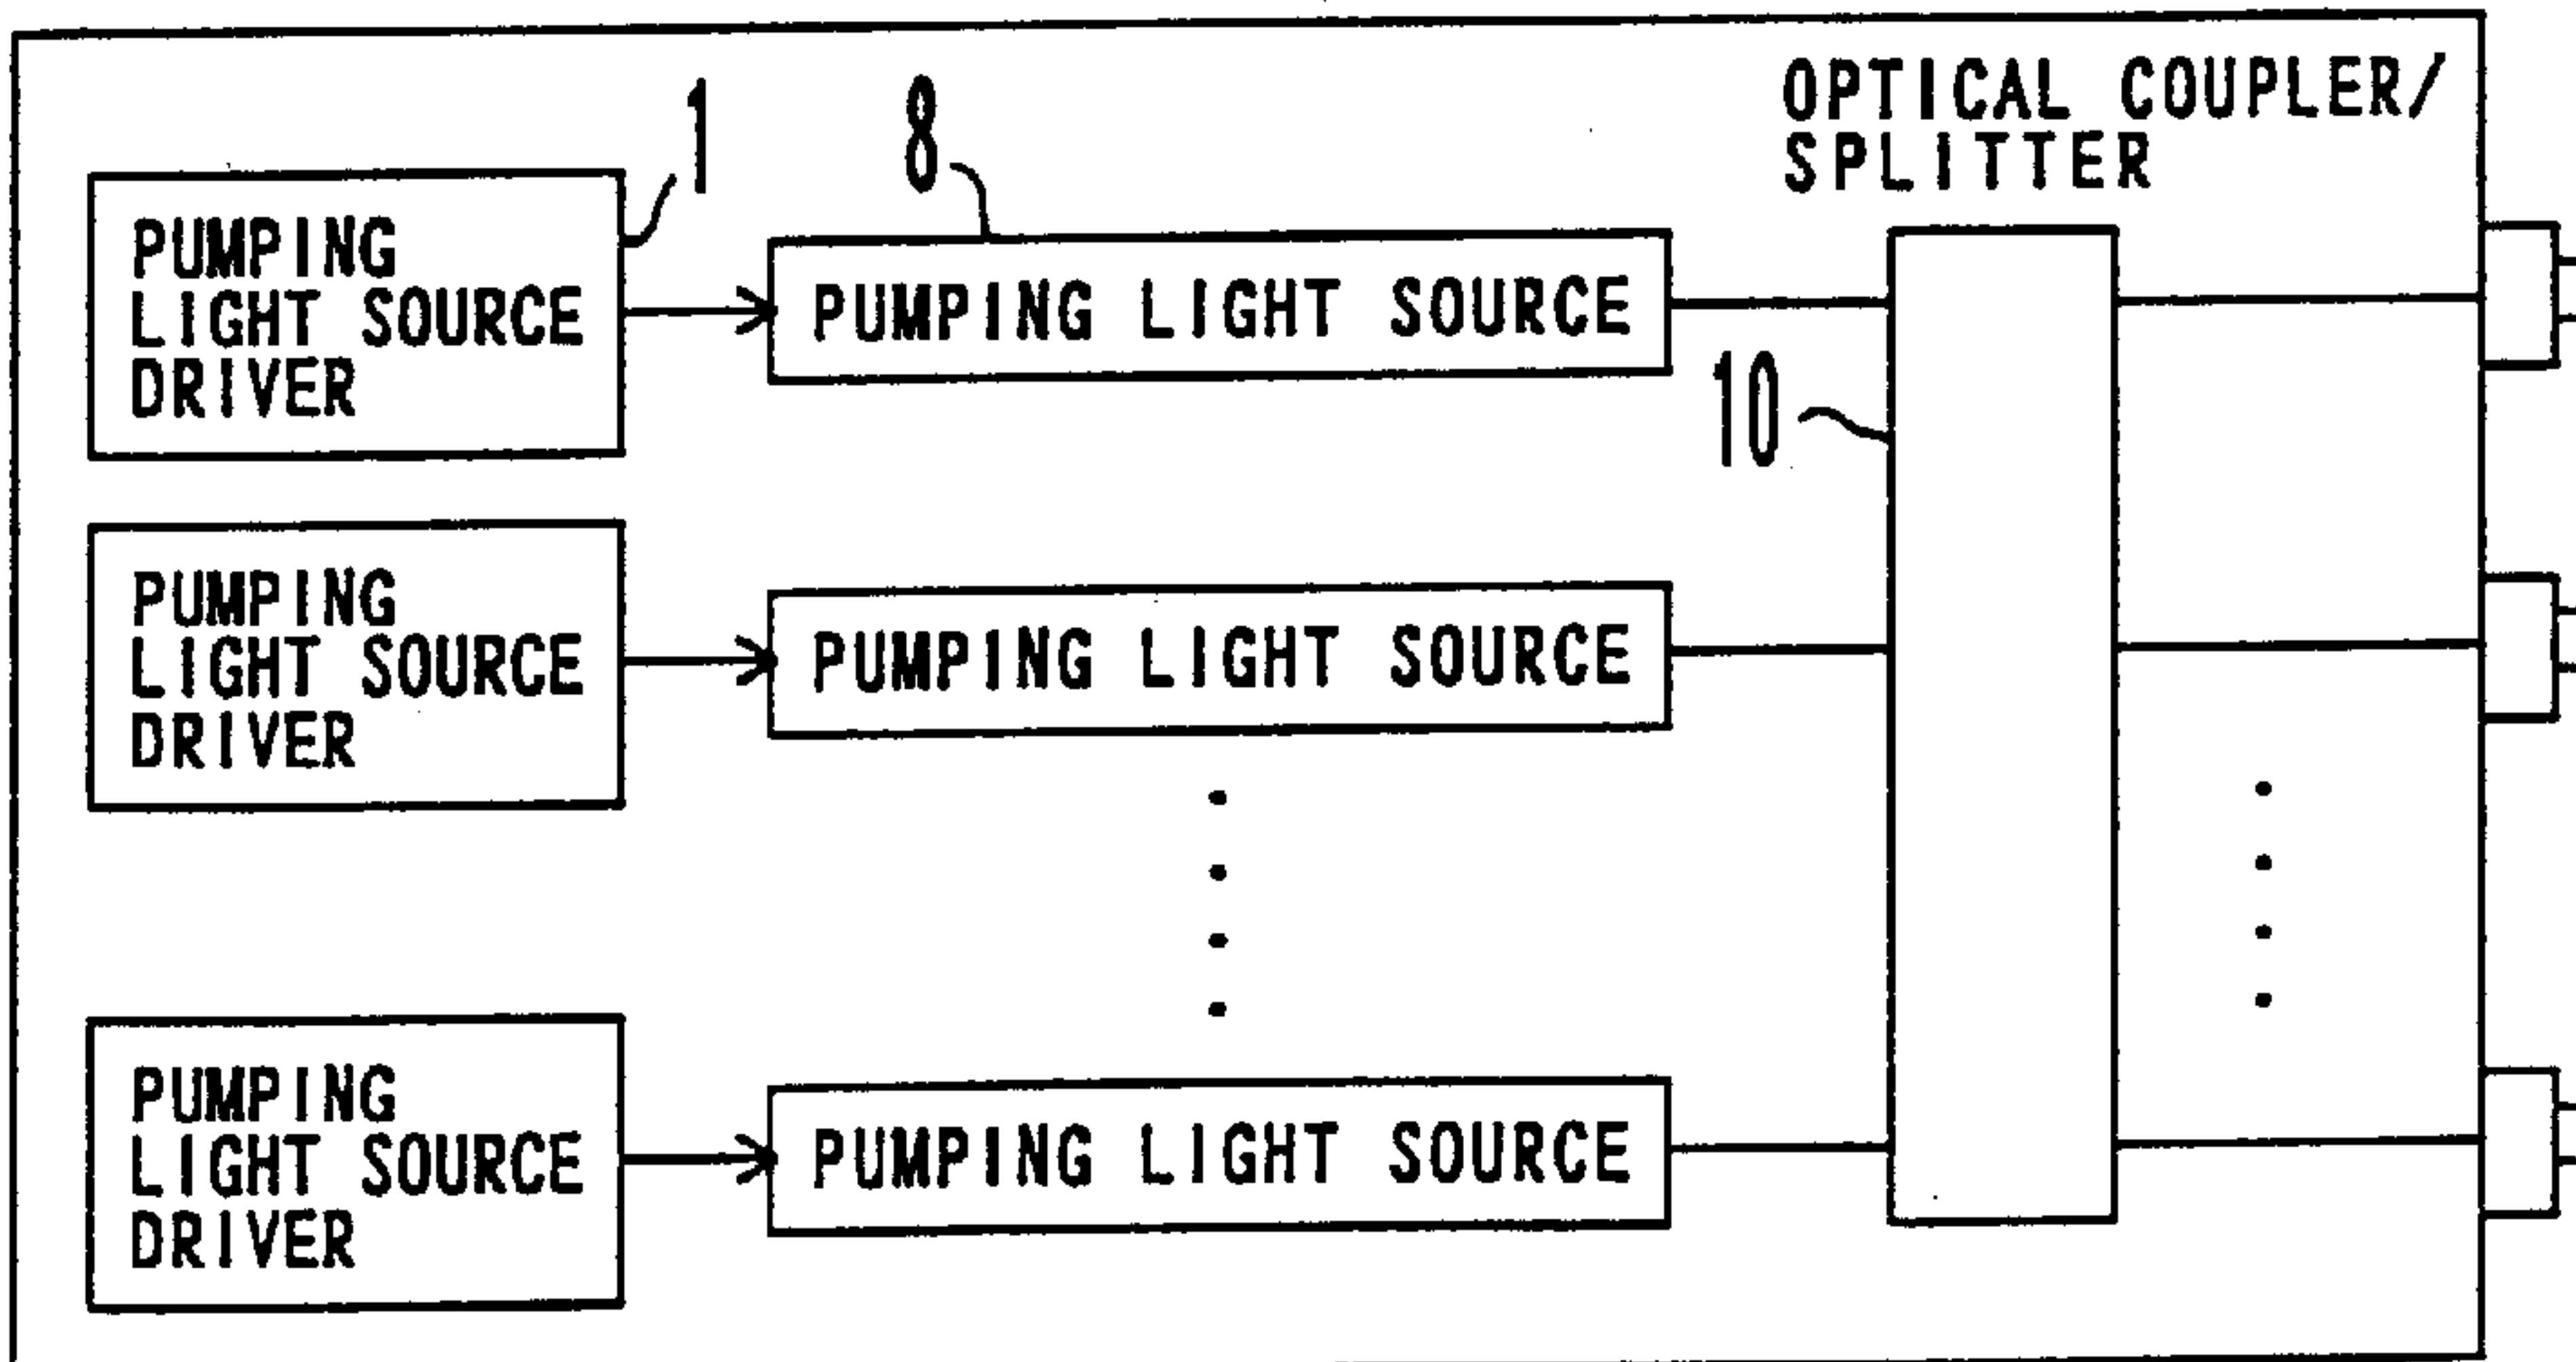 OPTICAL COUPLER/
SPLITTER
1
8
PUMPING
LIGHT SOURCE
DRIVER
PUMPING LIGHT SOURCE
10
PUMPING
LIGHT SOURCE
DRIVER
PUMPING LIGHT SOURCE
PUMPING
LIGHT SOURCE
DRIVER
PUMPING LIGHT SOURCE